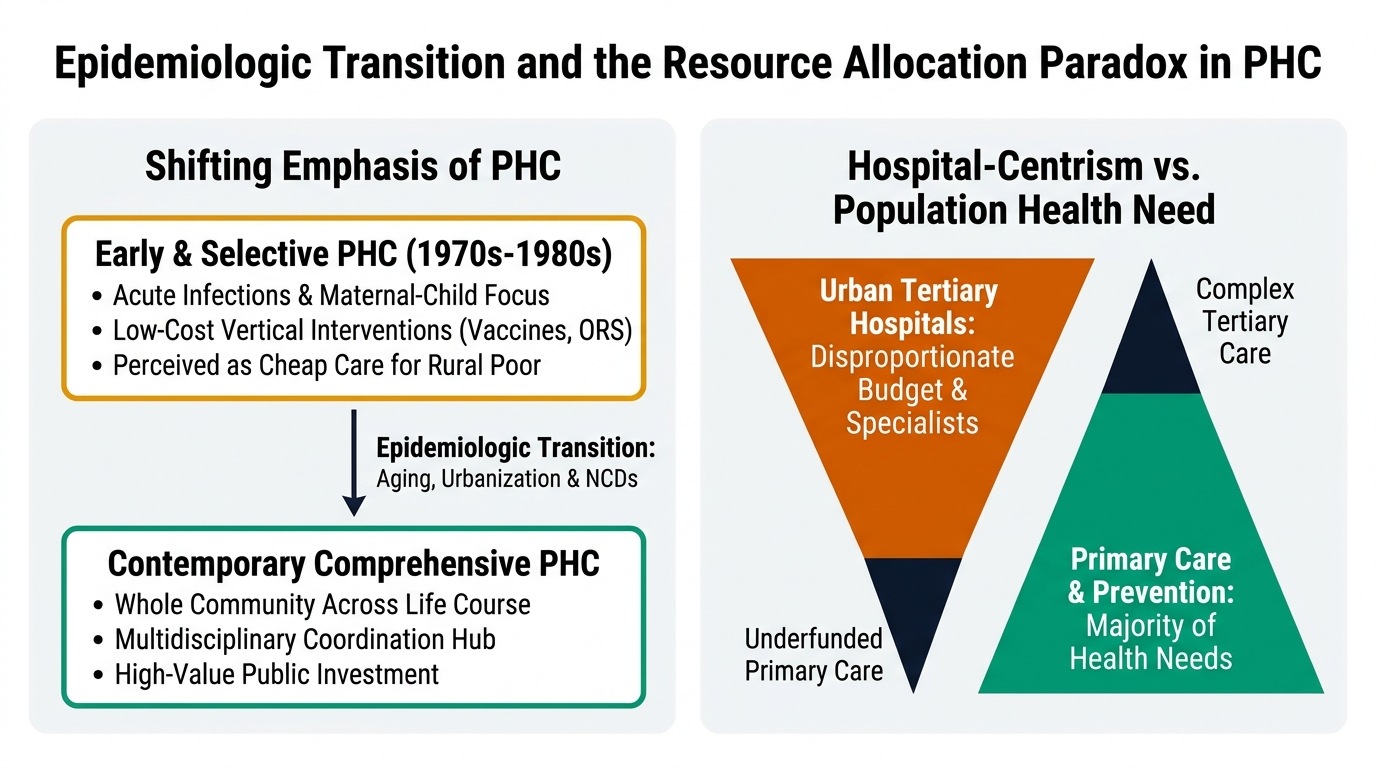 Epidemiologic Transition and the Resource Allocation Paradox in PHC
Shifting Emphasis of PHC
Early & Selective PHC (1970s-1980s)
• Acute Infections & Maternal-Child Focus
• Low-Cost Vertical Interventions (Vaccines, ORS)
• Perceived as Cheap Care for Rural Poor
Epidemiologic Transition:
Aging, Urbanization & NCDs
Contemporary Comprehensive PHC
• Whole Community Across Life Course
• Multidisciplinary Coordination Hub
• High-Value Public Investment
Hospital-Centrism vs.
Population Health Need
Urban Tertiary
Hospitals:
Disproportionate
Budget &
Specialists
Underfunded
Primary Care
Complex
Tertiary
Care
Primary Care
& Prevention:
Majority of
Health Needs